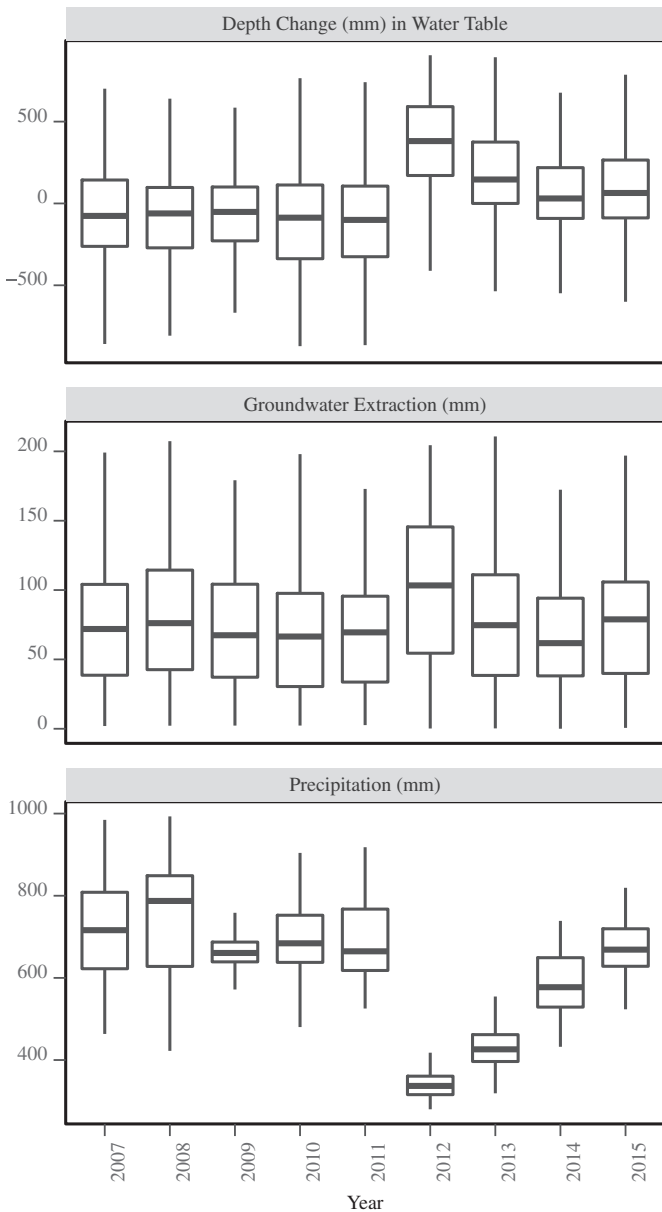 Depth Change (mm) in Water Table
500
0
−500
Groundwater Extraction (mm)
200
150
100
50
0
Precipitation (mm)
1000
800
600
400
2007 2008 2009 2010 2011 2012 2013 2014 2015
Year